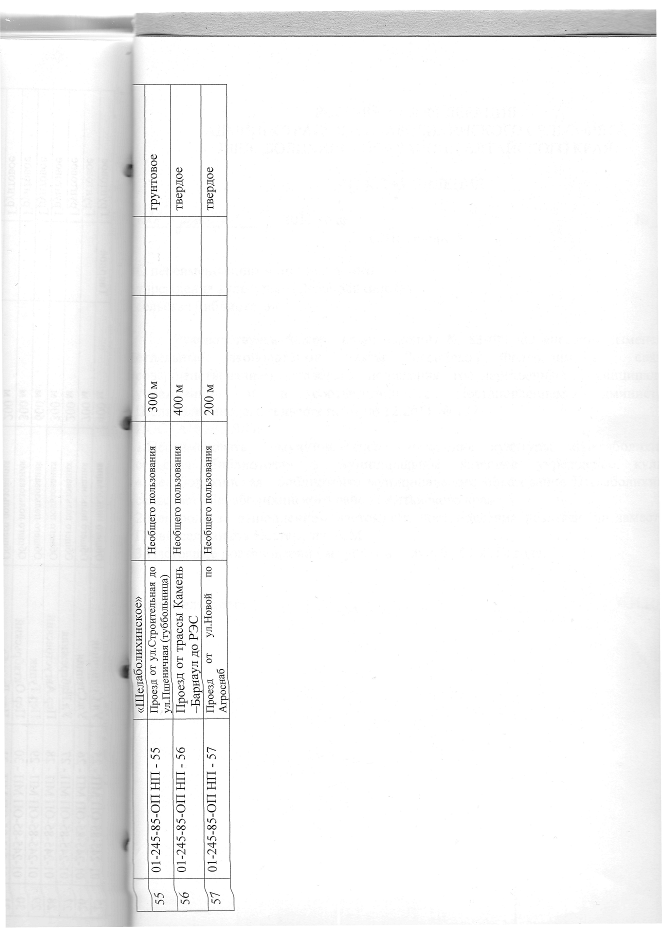 «Шелаболихинское»
55 01-245-85-ОП НП - 55 Проезд от ул.Строительная до Необщего пользования 300 м грунтовое
ул.Пшеничная (туббольница)
56 01-245-85-ОП НП - 56 Проезд от трассы Камень Необщего пользования 400 м твердое
–Барнаул до РЭС
57 01-245-85-ОП НП - 57 Проезд от ул.Новой по Необщего пользования 200 м твердое
Агроснаб